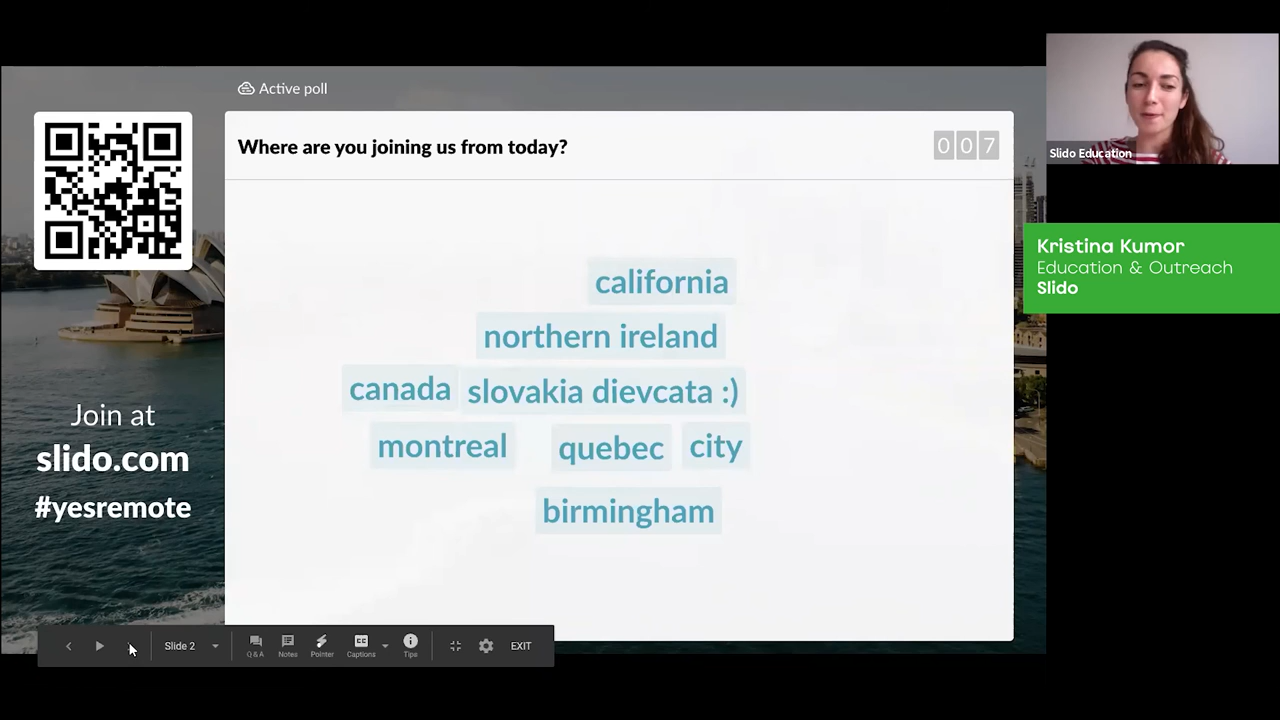 Active poll
Where are you joining us from today?
007
california
northern ireland
canada slovakia dievcata :)
montreal quebec city
birmingham
Join at
slido.com
#yesremote
Slido Education
Kristina Kumor
Education & Outreach
Slido
Slide 2
Q & A
Notes
Pointer
CC
Captions
Tips
EXIT